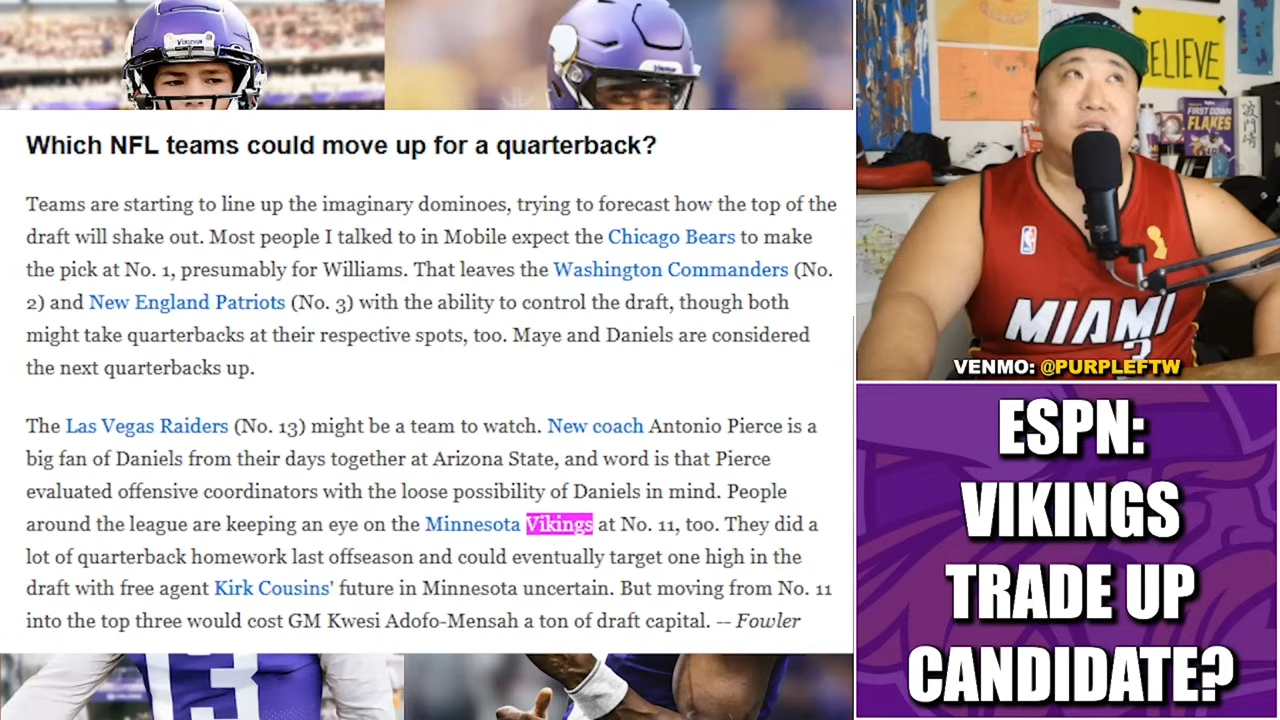 VIKINGS
Which NFL teams could move up for a quarterback?
Teams are starting to line up the imaginary dominoes, trying to forecast how the top of the
draft will shake out. Most people I talked to in Mobile expect the Chicago Bears to make
the pick at No. 1, presumably for Williams. That leaves the Washington Commanders (No.
2) and New England Patriots (No. 3) with the ability to control the draft, though both
might take quarterbacks at their respective spots, too. Maye and Daniels are considered
the next quarterbacks up.
The Las Vegas Raiders (No. 13) might be a team to watch. New coach Antonio Pierce is a
big fan of Daniels from their days together at Arizona State, and word is that Pierce
evaluated offensive coordinators with the loose possibility of Daniels in mind. People
around the league are keeping an eye on the Minnesota Vikings at No. 11, too. They did a
lot of quarterback homework last offseason and could eventually target one high in the
draft with free agent Kirk Cousins' future in Minnesota uncertain. But moving from No. 11
into the top three would cost GM Kwesi Adofo-Mensah a ton of draft capital. -- Fowler
3
BELIEVE
FIRST DOWN
FLAKES
MIAMI
3
VENMO: @PURPLEFTW
ESPN:
VIKINGS
TRADE UP
CANDIDATE?